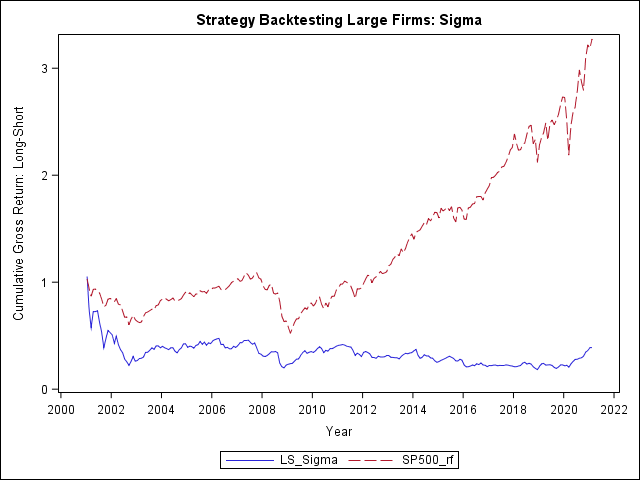 Strategy Backtesting Large Firms: Sigma
Cumulative Gross Return: Long-Short
3
2
1
0
2000 2002 2004 2006 2008 2010 2012 2014 2016 2018 2020 2022
Year
LS_Sigma SP500_rf